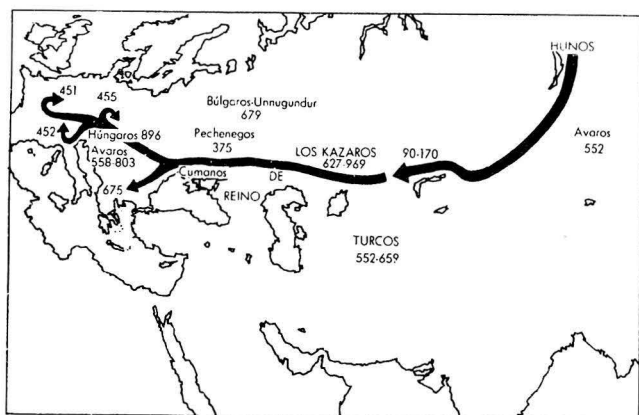 HUNOS
451
455
Búlgaros-Unnugundur
679
452
Húngaros 896
Pechenegos
375
Avaros
558-803
LOS KAZAROS
627-969
90-170
Avaros
552
675
Cumanos
DE
REINO
TURCOS
552-659